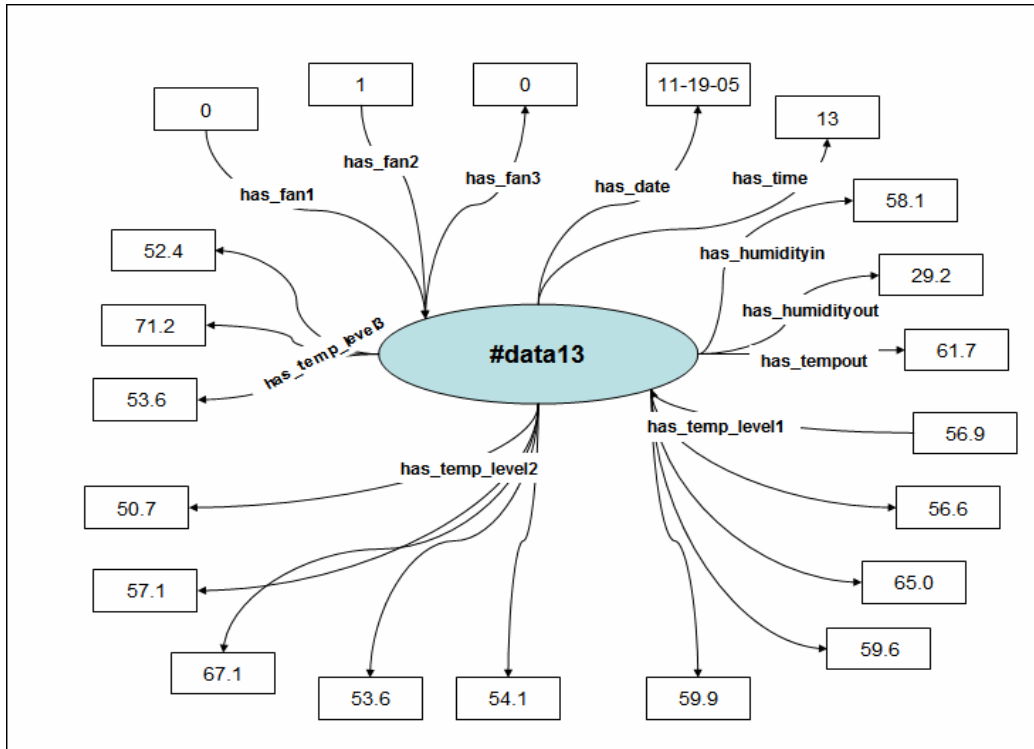 0
1
0
11-19-05
13
has_fan1
has_fan2
has_fan3
has_date
has_time
58.1
52.4
has_humidityin
29.2
71.2
has_temp_level3
has_humidityout
#data13
has_tempout
61.7
53.6
has_temp_level1
56.9
has_temp_level2
50.7
56.6
57.1
65.0
59.6
67.1
53.6
54.1
59.9